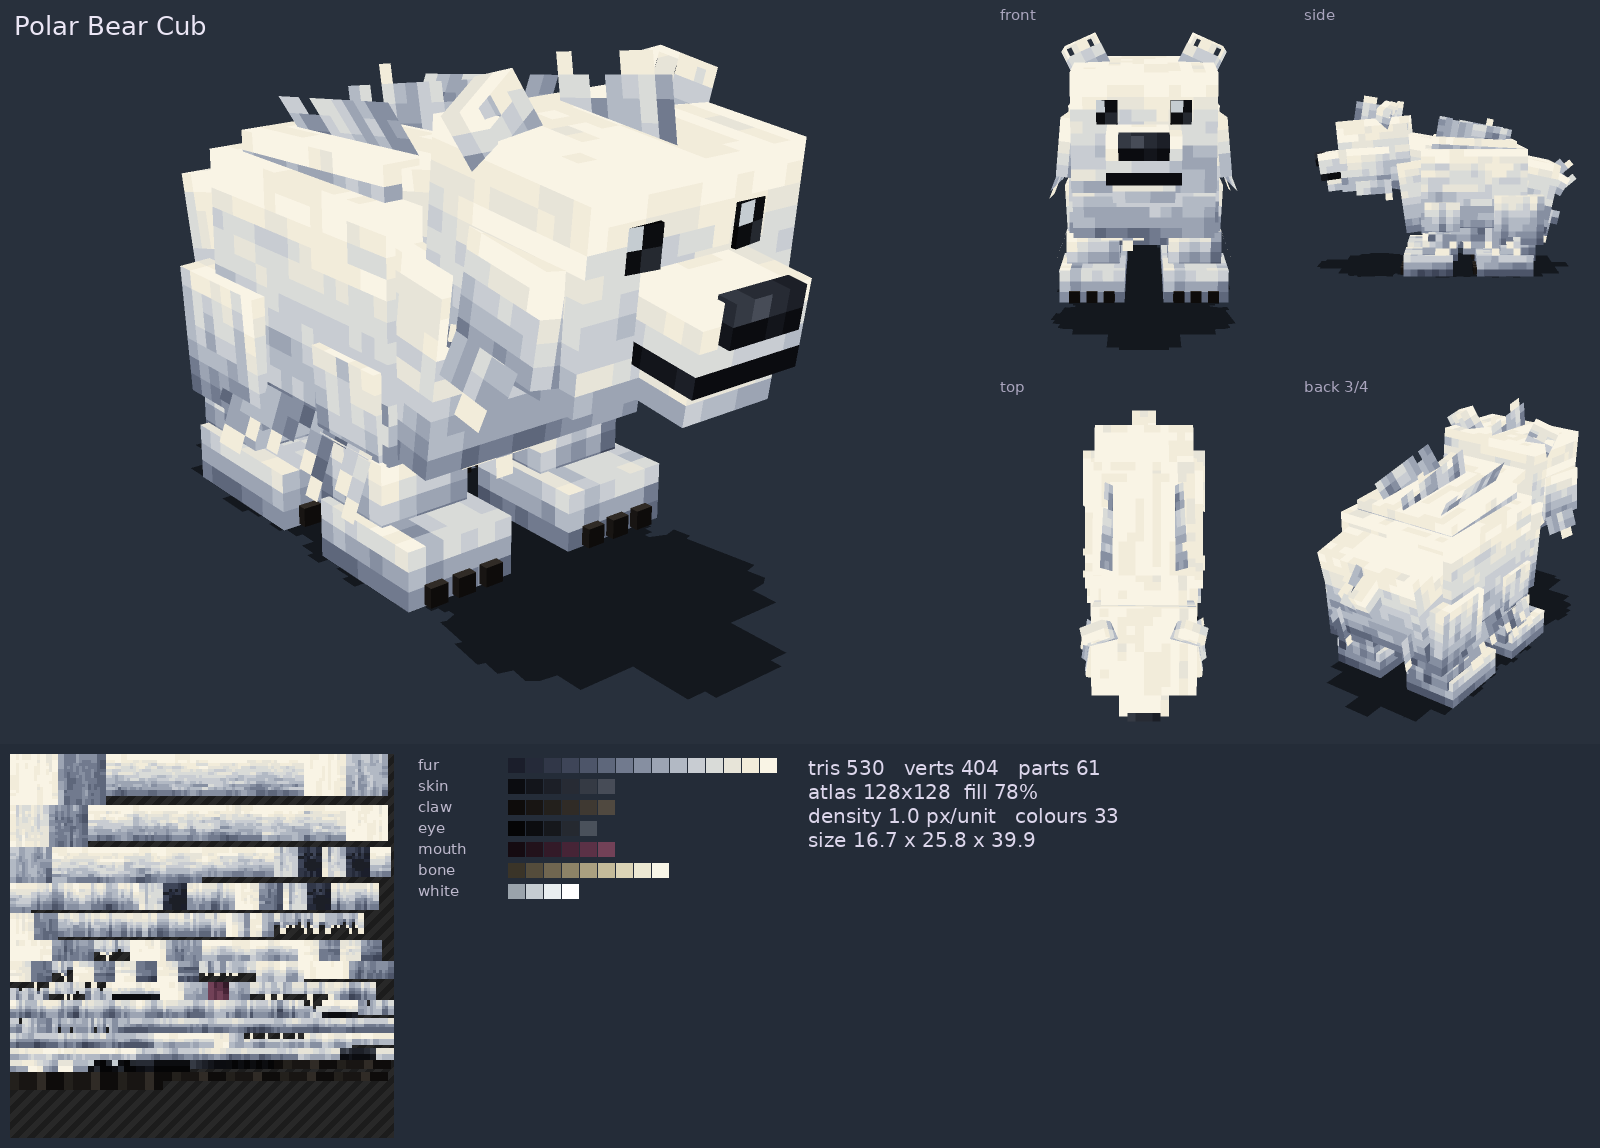 Polar Bear Cub
front
side
top
back 3/4
fur
skin
claw
eye
mouth
bone
white
tris 530   verts 404   parts 61
atlas 128x128  fill 78%
density 1.0 px/unit   colours 33
size 16.7 x 25.8 x 39.9